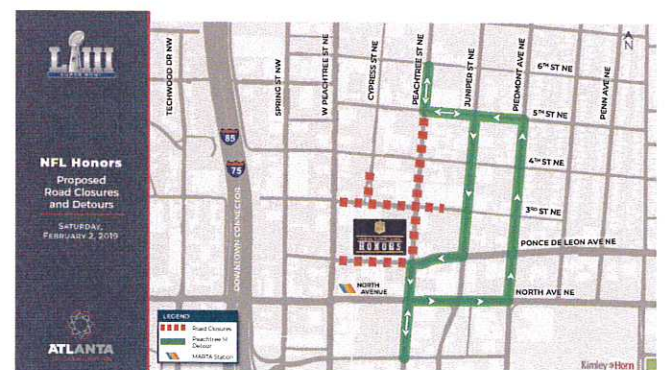 LIII
SUPER BOWL
NFL Honors
Proposed
Road Closures
and Detours
SATURDAY,
FEBRUARY 2, 2019
ATLANTA
TECHWOOD DR NW
SPRING ST NW
W PEACHTREE ST NE
CYPRESS ST NE
PEACHTREE ST NE
JUNIPER ST NE
PIEDMONT AVE NE
PENN AVE NE
N
6TH ST NE
5TH ST NE
4TH ST NE
3RD ST NE
PONCE DE LEON AVE NE
NORTH AVE NE
85
75
DOWNTOWN CONNECTOR
HONORS
NORTH
AVENUE
LEGEND
Road Closures
Peachtree St
Detour
MARTA Station
Kimley»Horn